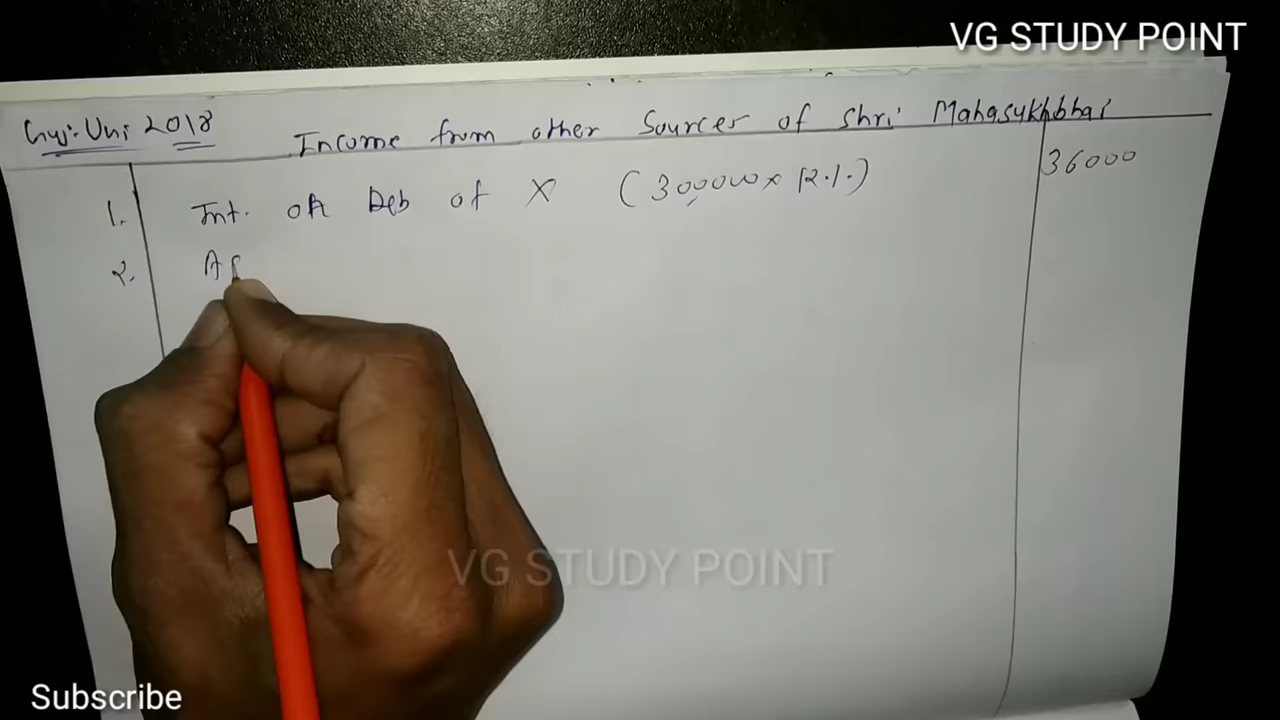 VG STUDY POINT
Guj. Uni 2018
Income from other Sources of Shri Mahasukhbhai
1. Int. on Deb of X (300000 x 12%) 36000
2.
VG STUDY POINT
Subscribe